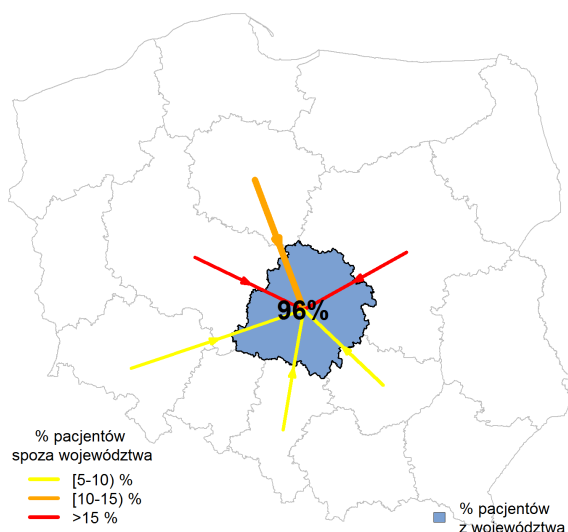 96%
% pacjentów
spoza województwa
[5-10) %
[10-15) %
>15 %
% pacjentów
z województwa